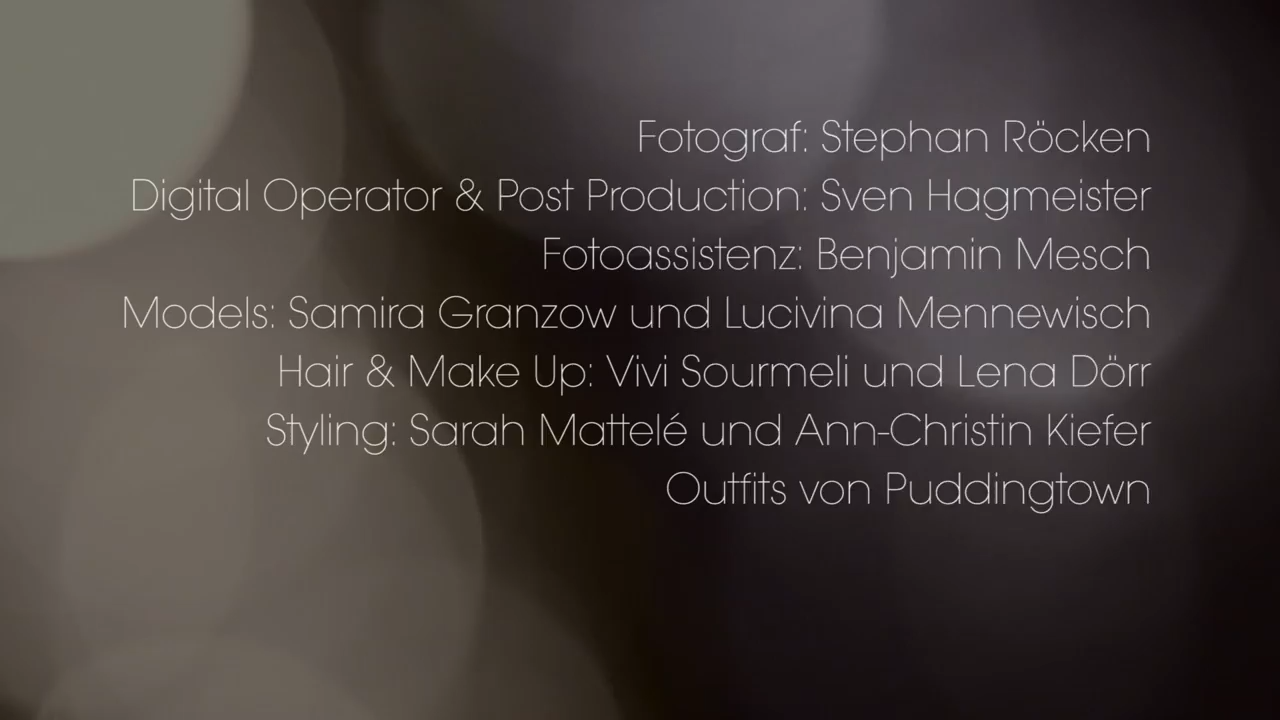 Fotograf: Stephan Röcken
Digital Operator & Post Production: Sven Hagmeister
Fotoassistenz: Benjamin Mesch
Models: Samira Granzow und Lucivina Mennewisch
Hair & Make Up: Vivi Sourmeli und Lena Dörr
Styling: Sarah Mattelé und Ann-Christin Kiefer
Outfits von Puddingtown